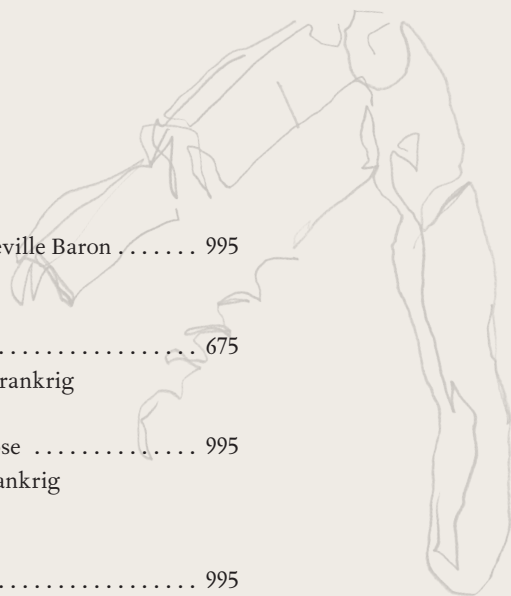 eville Baron ....... 995
................. 675
rankrig
se ............. 995
ankrig
................. 995